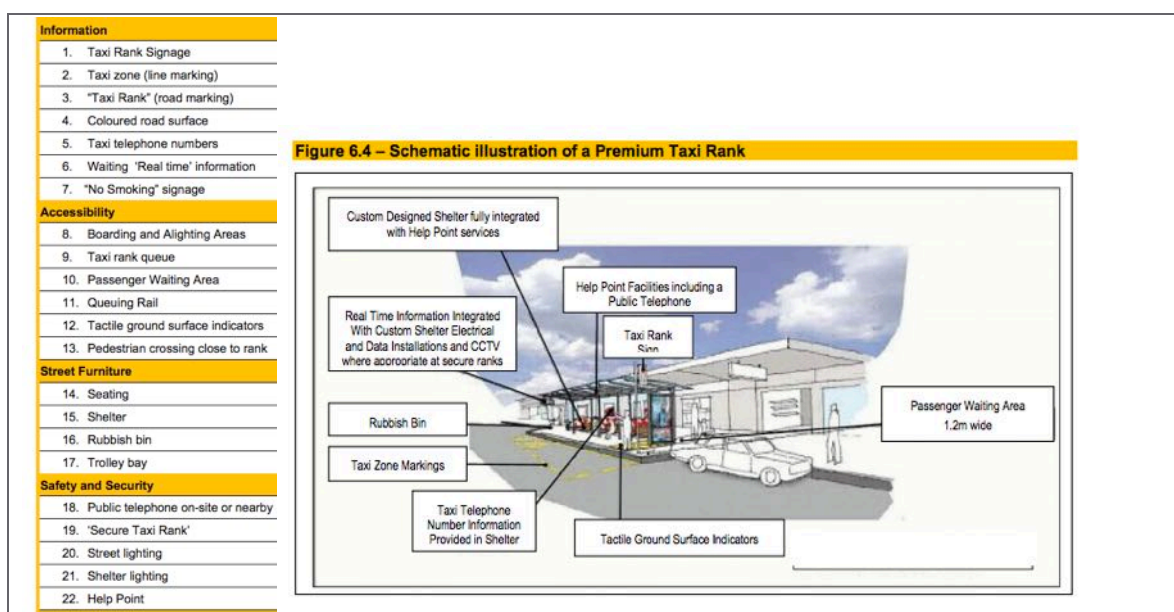 Information
1. Taxi Rank Signage
2. Taxi zone (line marking)
3. "Taxi Rank" (road marking)
4. Coloured road surface
5. Taxi telephone numbers
6. Waiting 'Real time' information
7. "No Smoking" signage
Accessibility
8. Boarding and Alighting Areas
9. Taxi rank queue
10. Passenger Waiting Area
11. Queuing Rail
12. Tactile ground surface indicators
13. Pedestrian crossing close to rank
Street Furniture
14. Seating
15. Shelter
16. Rubbish bin
17. Trolley bay
Safety and Security
18. Public telephone on-site or nearby
19. 'Secure Taxi Rank'
20. Street lighting
21. Shelter lighting
22. Help Point
Figure 6.4 – Schematic illustration of a Premium Taxi Rank
Custom Designed Shelter fully integrated
with Help Point services
Help Point Facilities including a
Public Telephone
Real Time Information Integrated
With Custom Shelter Electrical
and Data Installations and CCTV
where appropriate at secure ranks
Taxi Rank
Sign
Rubbish Bin
Passenger Waiting Area
1.2m wide
Taxi Zone Markings
Taxi Telephone
Number Information
Provided in Shelter
Tactile Ground Surface Indicators